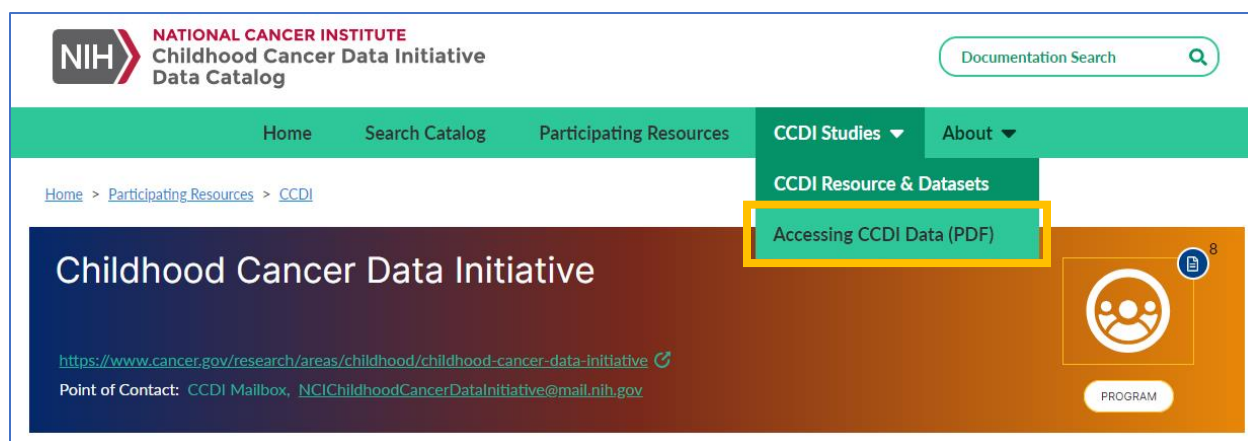 NIH
NATIONAL CANCER INSTITUTE
Childhood Cancer Data Initiative
Data Catalog
Documentation Search
Home Search Catalog Participating Resources CCDI Studies About
CCDI Resource & Datasets
Accessing CCDI Data (PDF)
Home > Participating Resources > CCDI
Childhood Cancer Data Initiative
8
https://www.cancer.gov/research/areas/childhood/childhood-cancer-data-initiative
Point of Contact: CCDI Mailbox, NCIChildhoodCancerDataInitiative@mail.nih.gov
PROGRAM